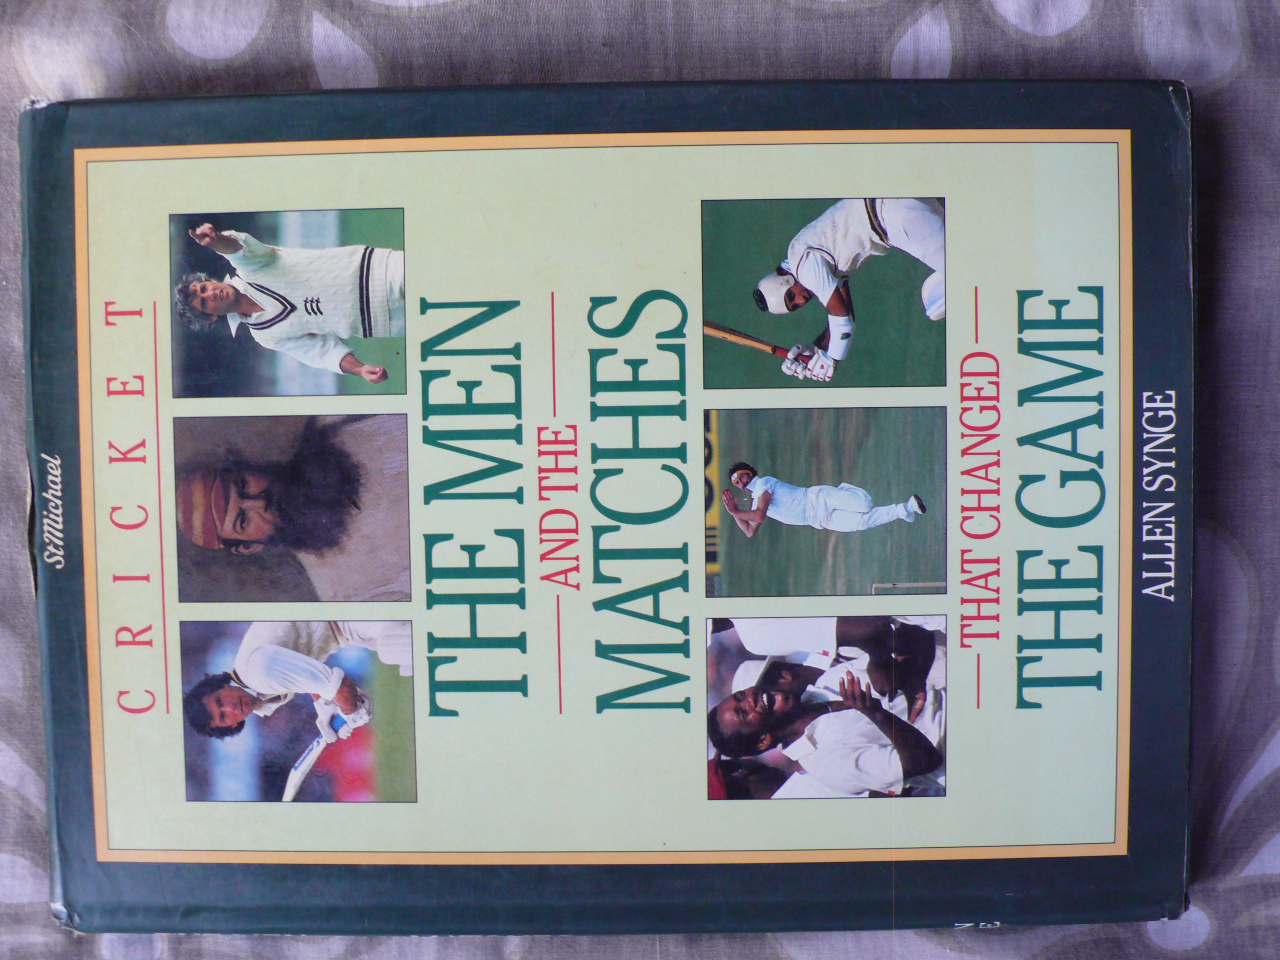 St Michael
CRICKET
THE MEN
AND THE
MATCHES
THAT CHANGED
THE GAME
ALLEN SYNGE